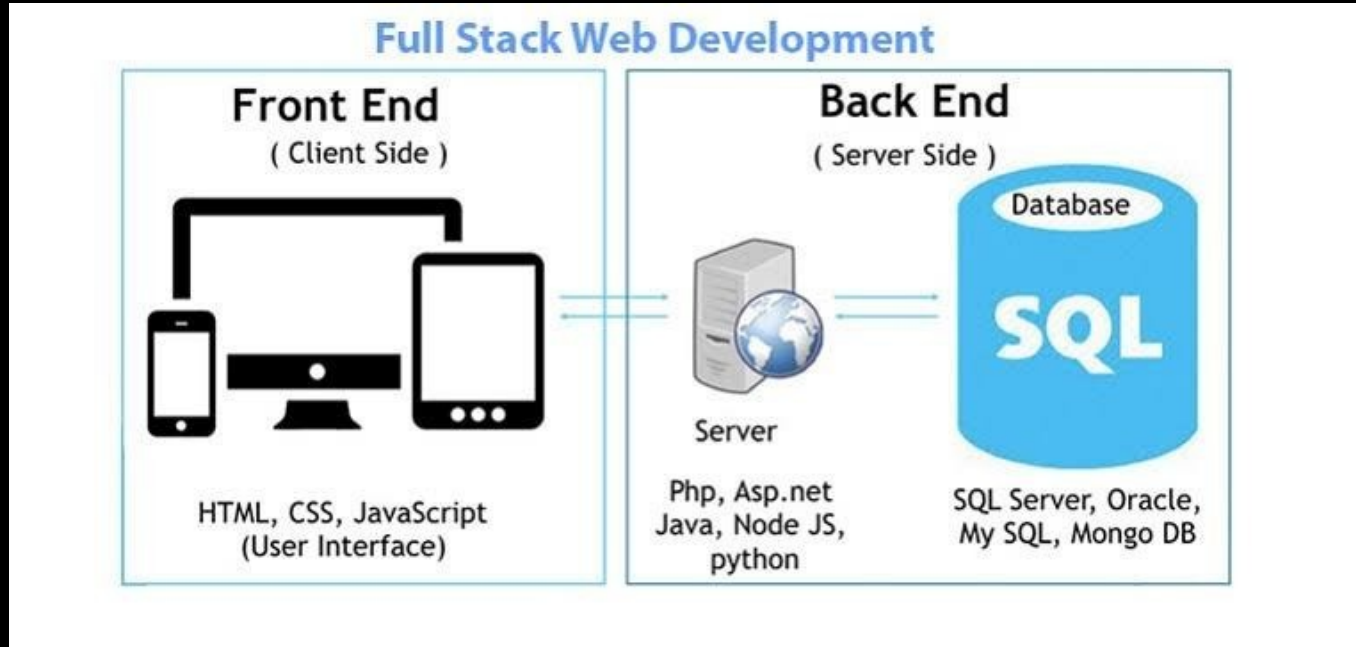 Full Stack Web Development
Front End
( Client Side )
HTML, CSS, JavaScript
(User Interface)
Back End
( Server Side )
Server
Php, Asp.net
Java, Node JS,
python
Database
SQL
SQL Server, Oracle,
My SQL, Mongo DB